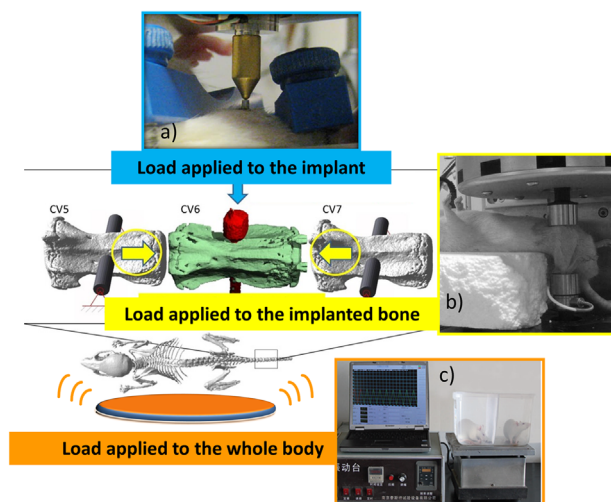 a)
Load applied to the implant
CV5
CV6
CV7
b)
Load applied to the implanted bone
c)
Load applied to the whole body
振动台